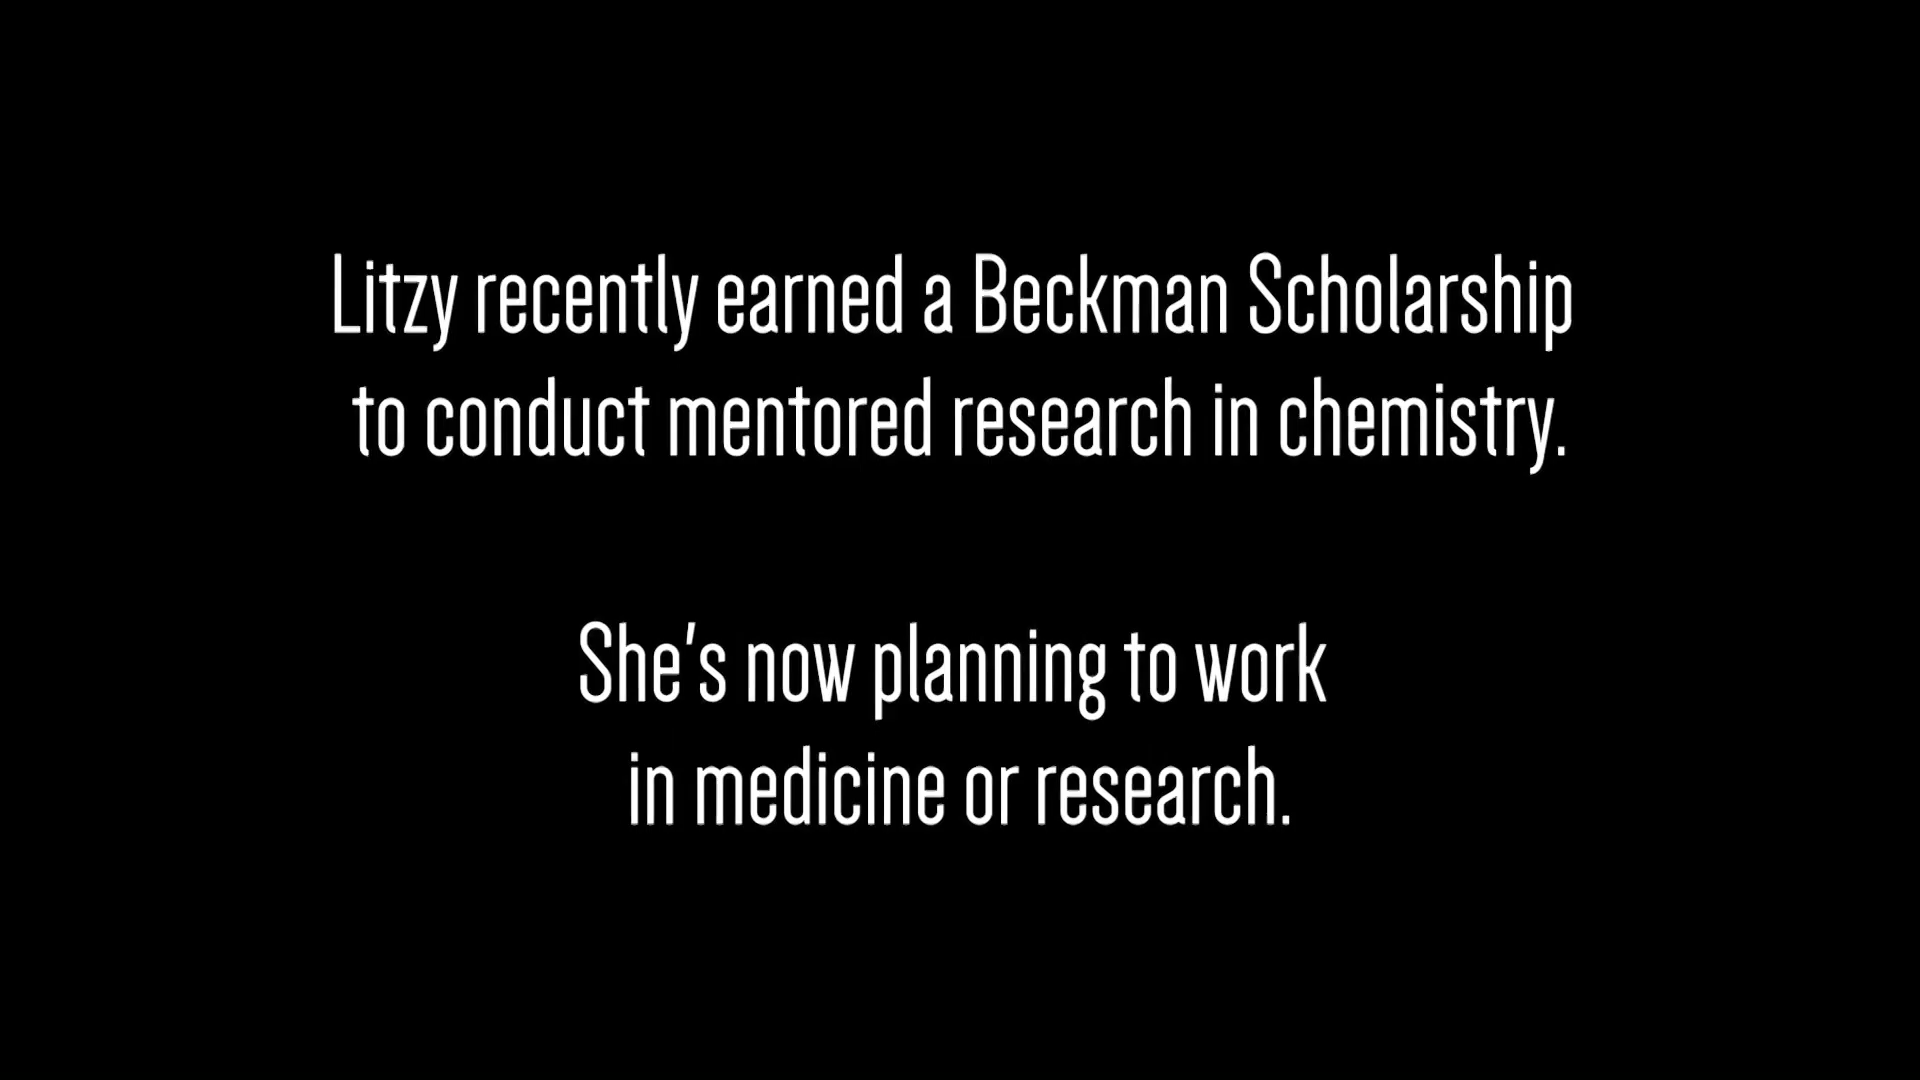 Litzy recently earned a Beckman Scholarship
to conduct mentored research in chemistry.
She's now planning to work
in medicine or research.